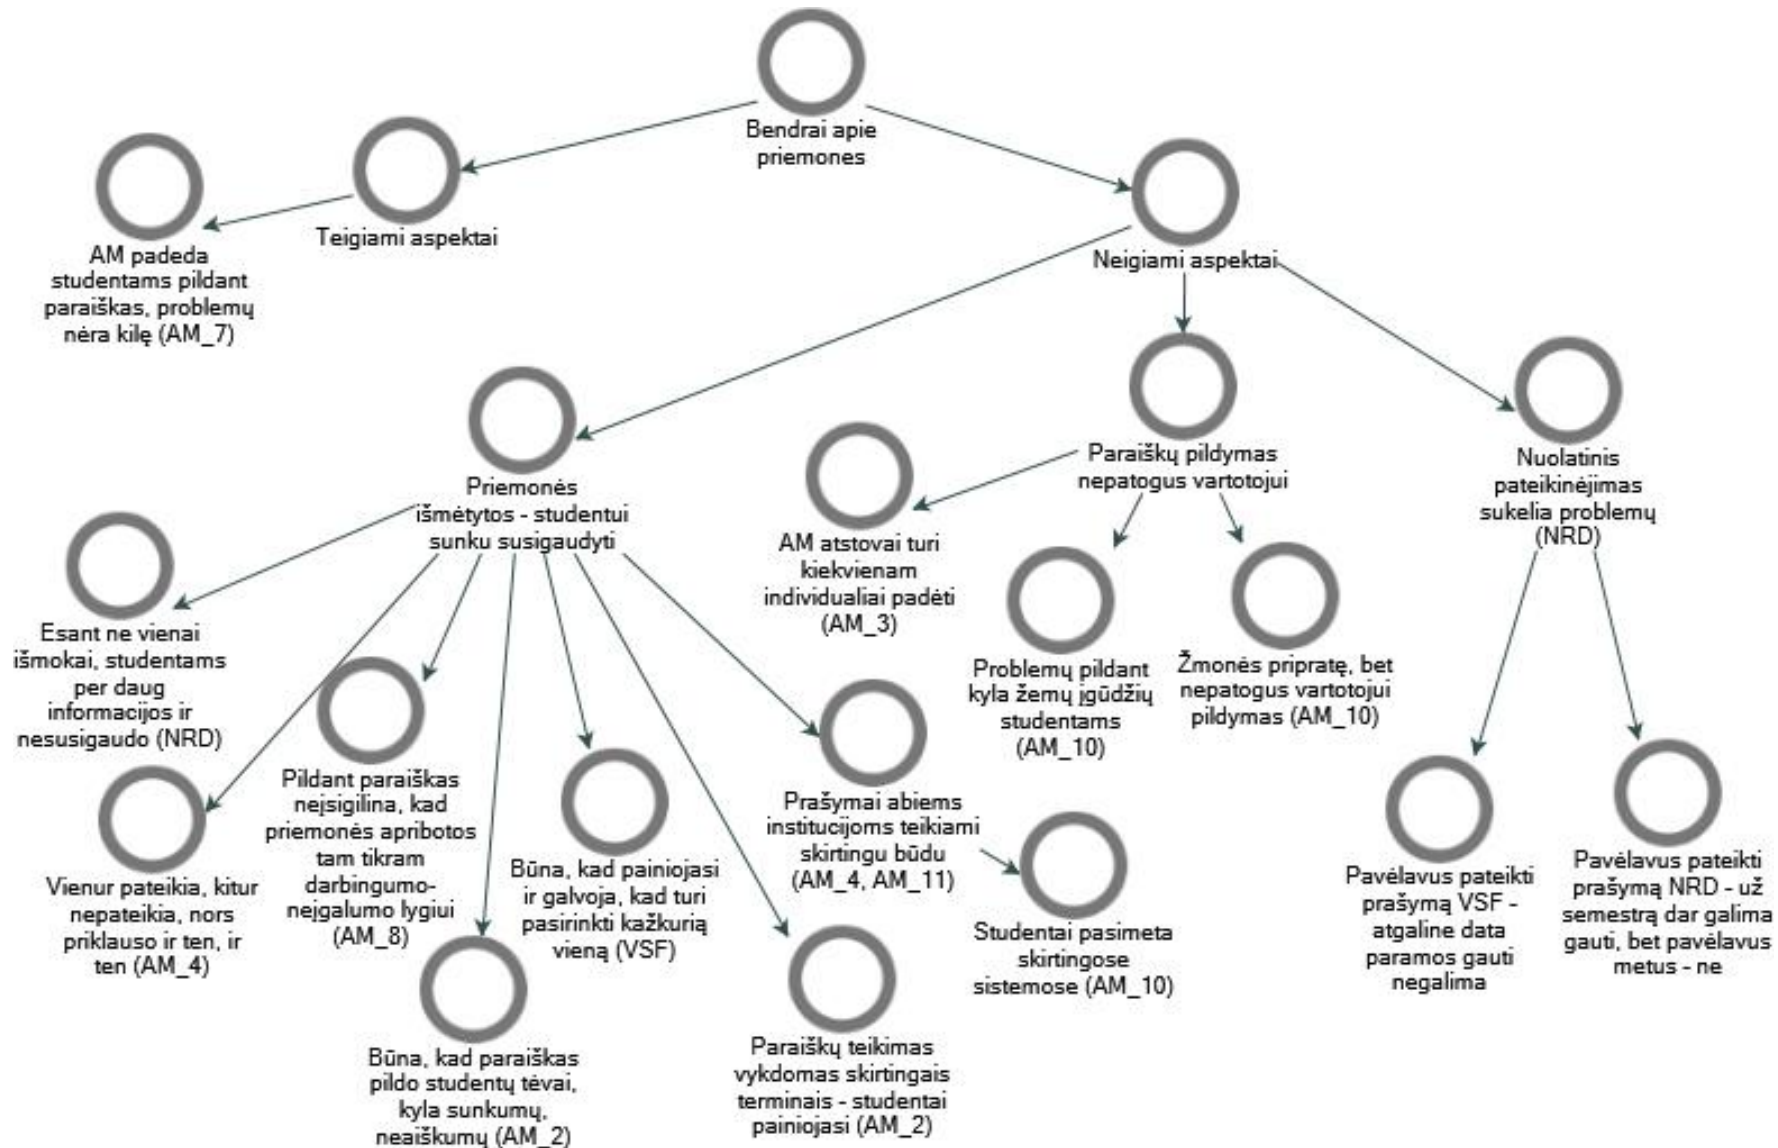 Bendrai apie
priemones
Teigiami aspektai
AM padeda
studentams pildant
paraiškas, problemų
nėra kilę (AM_7)
Neigiami aspektai
Priemonės
išmėtytos - studentui
sunku susigaudyti
Paraiškų pildymas
nepatogus vartotojui
Nuolatinis
pateikinėjimas
sukelia problemų
(NRD)
AM atstovai turi
kiekvienam
individualiai padėti
(AM_3)
Problemų pildant
kyla žemų įgūdžių
studentams
(AM_10)
Žmonės pripratę, bet
nepatogus vartotojui
pildymas (AM_10)
Esant ne vienai
išmokai, studentams
per daug
informacijos ir
nesusigaudo (NRD)
Vienur pateikia, kitur
nepateikia, nors
priklauso ir ten, ir
ten (AM_4)
Pildant paraiškas
neįsigilina, kad
priemonės apribotos
tam tikram
darbingumo-
neįgalumo lygiui
(AM_8)
Būna, kad paraiškas
pildo studentų tėvai,
kyla sunkumų,
neaiškumų (AM_2)
Būna, kad painiojasi
ir galvoja, kad turi
pasirinkti kažkurią
vieną (VSF)
Paraiškų teikimas
vykdomas skirtingais
terminais - studentai
painiojasi (AM_2)
Prašymai abiems
institucijoms teikiami
skirtingu būdu
(AM_4, AM_11)
Studentai pasimeta
skirtingose
sistemose (AM_10)
Pavėlavus pateikti
prašymą VSF -
atgaline data
paramos gauti
negalima
Pavėlavus pateikti
prašymą NRD - už
semestrą dar galima
gauti, bet pavėlavus
metus - ne